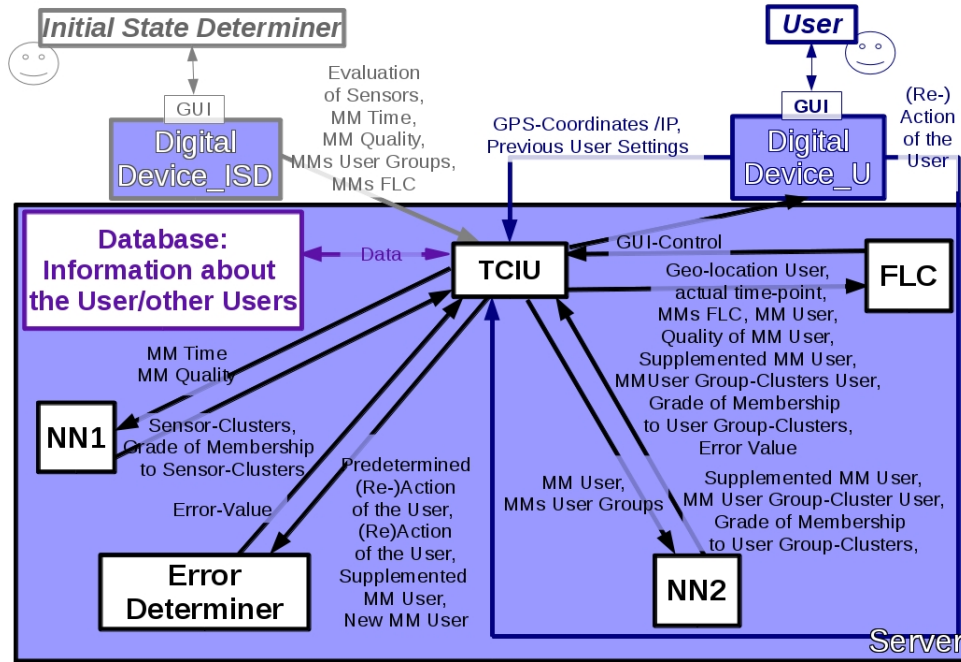 Initial State Determiner
User
GUI
GUI
Digital
Device_ISD
Evaluation
of Sensors,
MM Time,
MM Quality,
MMs User Groups,
MMs FLC
GPS-Coordinates /IP,
Previous User Settings
Digital
Device_U
(Re-)
Action
of the
User
Database:
Information about
the User/other Users
Data
TCIU
GUI-Control
FLC
Geo-location User,
actual time-point,
MMs FLC, MM User,
Quality of MM User,
Supplemented MM User,
MMUser Group-Clusters User,
Grade of Membership
to User Group-Clusters,
Error Value
MM Time
MM Quality
NN1
Sensor-Clusters,
Grade of Membership
to Sensor-Clusters
Error-Value
Predetermined
(Re-)Action
of the User,
(Re)Action
of the User,
Supplemented
MM User,
New MM User
MM User,
MMs User Groups
Supplemented MM User,
MM User Group-Cluster User,
Grade of Membership
to User Group-Clusters,
Error
Determiner
NN2
Server